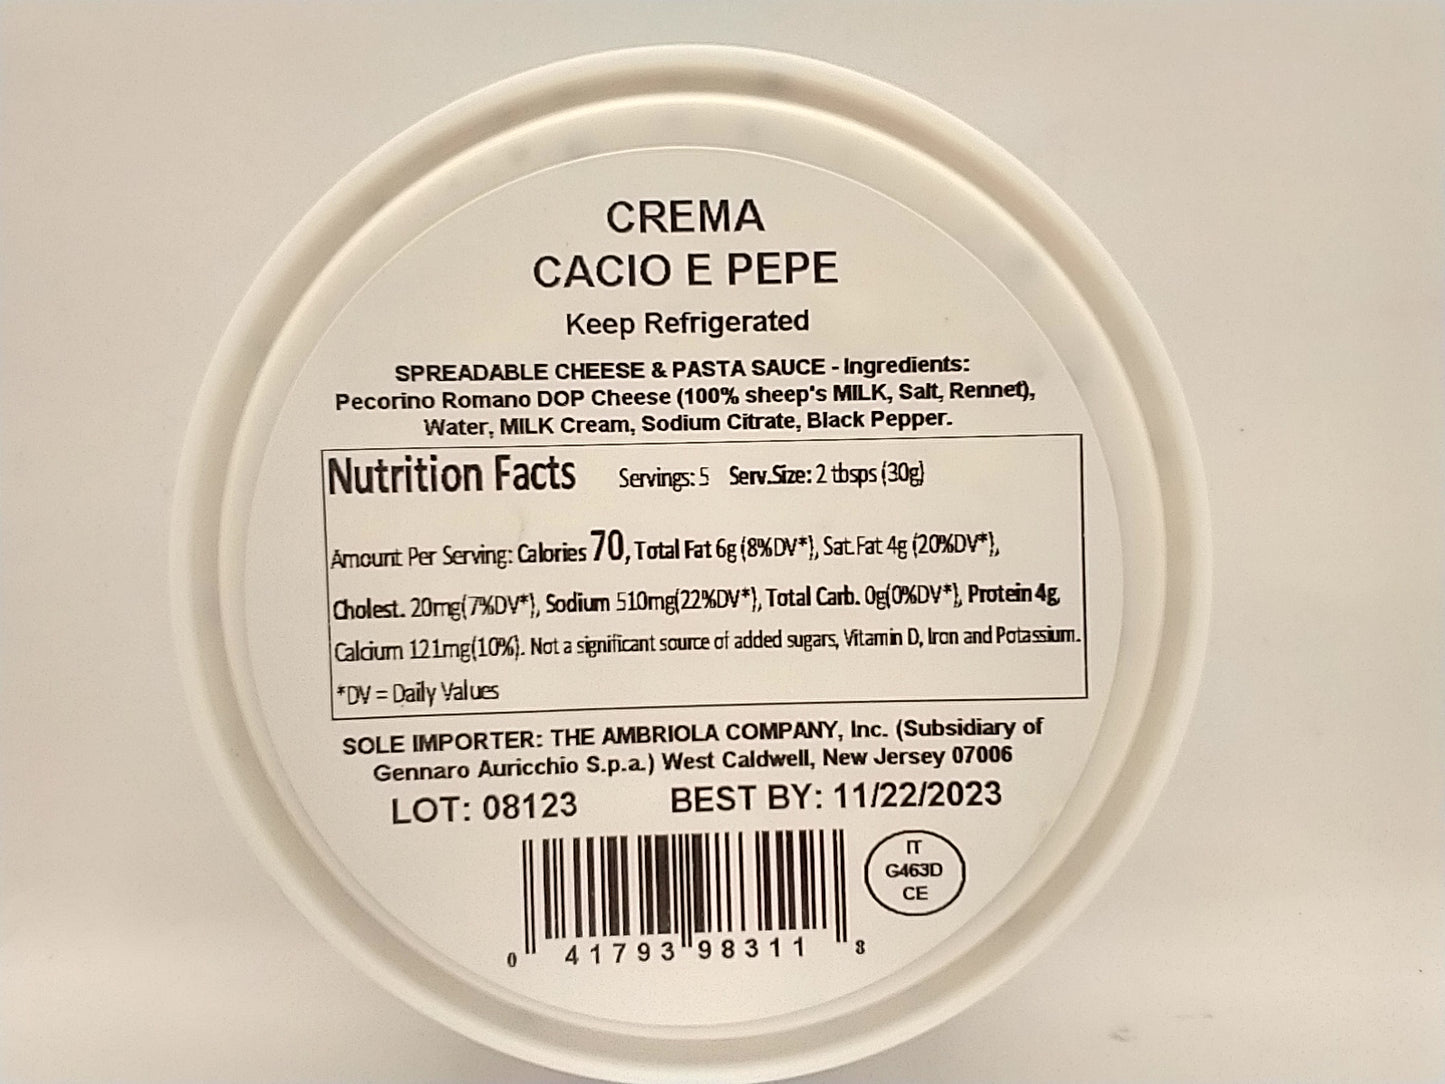 CREMA
CACIO E PEPE
Keep Refrigerated
SPREADABLE CHEESE & PASTA SAUCE - Ingredients:
Pecorino Romano DOP Cheese (100% sheep's MILK, Salt, Rennet),
Water, MILK Cream, Sodium Citrate, Black Pepper.
Nutrition Facts Servings: 5 Serv.Size: 2 tbsps (30g)
Amount Per Serving: Calories 70, Total Fat 6g (8%DV*), Sat.Fat 4g (20%DV*),
Cholest. 20mg(7%DV*), Sodium 510mg(22%DV*), Total Carb. 0g(0%DV*), Protein 4g,
Calcium 121mg(10%). Not a significant source of added sugars, Vitamin D, Iron and Potassium.
*DV = Daily Values
SOLE IMPORTER: THE AMBRIOLA COMPANY, Inc. (Subsidiary of
Gennaro Auricchio S.p.a.) West Caldwell, New Jersey 07006
LOT: 08123 BEST BY: 11/22/2023
IT
G463D
CE
0 41793 98311 8